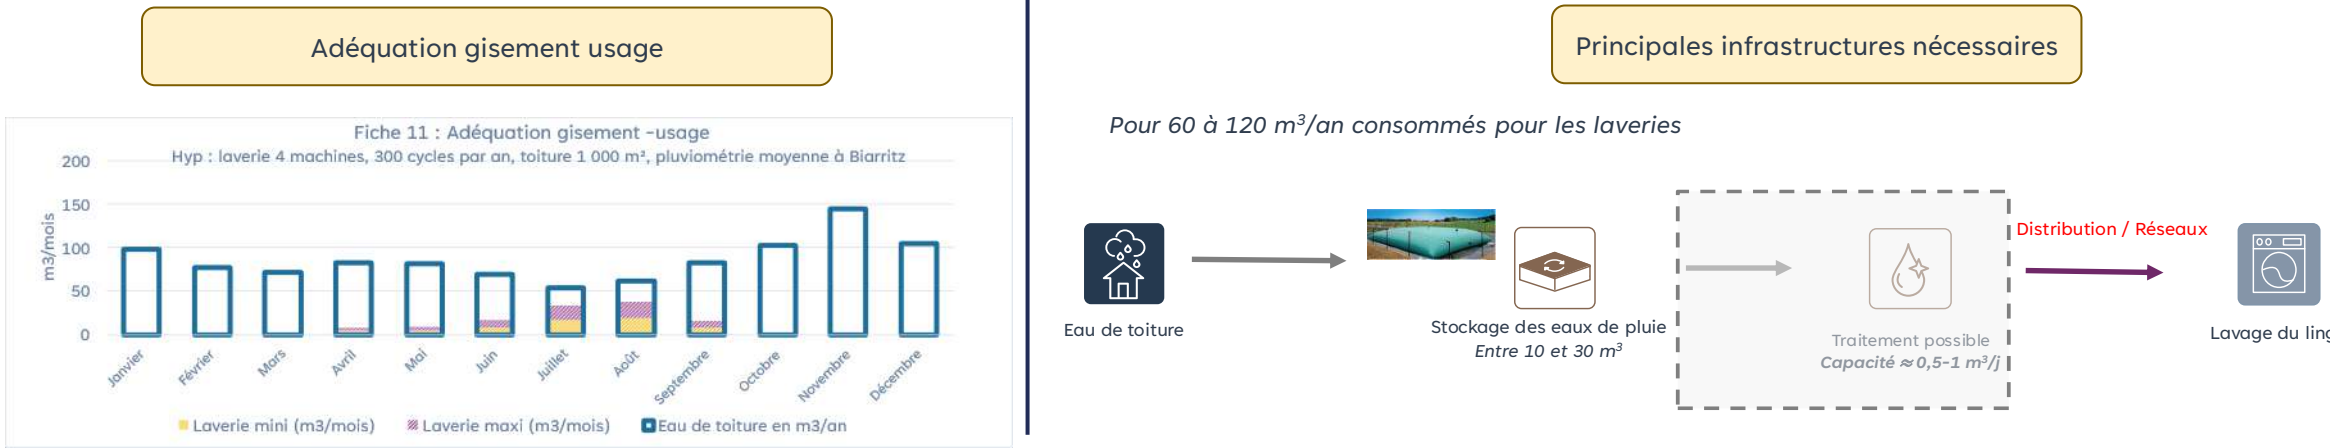 Adéquation gisement usage
Fiche 11 : Adéquation gisement -usage
Hyp : laverie 4 machines, 300 cycles par an, toiture 1 000 m², pluviométrie moyenne à Biarritz
m3/mois
200
150
100
50
0
Janvier
Février
Mars
Avril
Mai
Juin
Juillet
Août
Septembre
Octobre
Novembre
Décembre
Laverie mini (m3/mois)
Laverie maxi (m3/mois)
Eau de toiture en m3/an
Principales infrastructures nécessaires
Pour 60 à 120 m³/an consommés pour les laveries
Eau de toiture
Stockage des eaux de pluie
Entre 10 et 30 m³
Traitement possible
Capacité ≈ 0,5-1 m³/j
Distribution / Réseaux
Lavage du ling